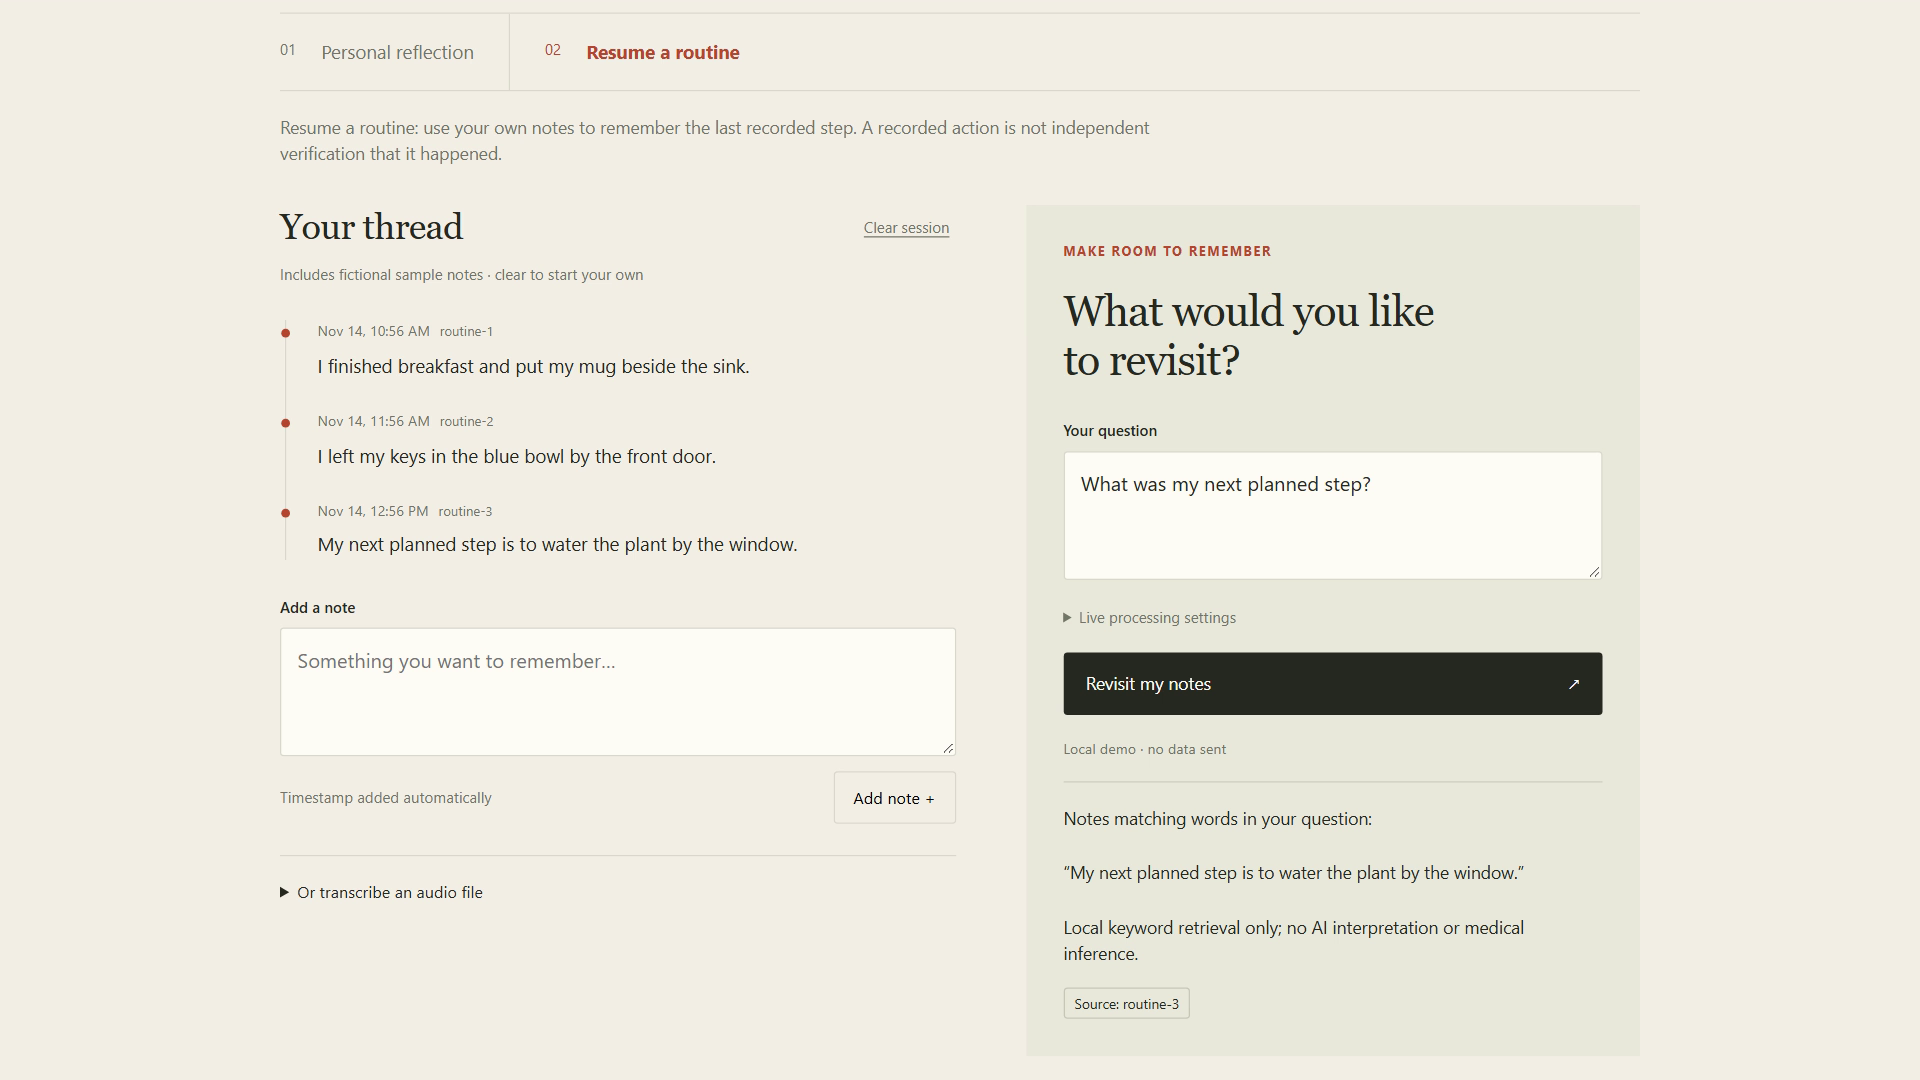 01 Personal reflection
02 Resume a routine
Resume a routine: use your own notes to remember the last recorded step. A recorded action is not independent
verification that it happened.
Your thread
Clear session
Includes fictional sample notes · clear to start your own
Nov 14, 10:56 AM routine-1
I finished breakfast and put my mug beside the sink.
Nov 14, 11:56 AM routine-2
I left my keys in the blue bowl by the front door.
Nov 14, 12:56 PM routine-3
My next planned step is to water the plant by the window.
Add a note
Something you want to remember...
Timestamp added automatically
Add note +
Or transcribe an audio file
MAKE ROOM TO REMEMBER
What would you like
to revisit?
Your question
What was my next planned step?
Live processing settings
Revisit my notes ↗
Local demo · no data sent
Notes matching words in your question:
“My next planned step is to water the plant by the window.”
Local keyword retrieval only; no AI interpretation or medical
inference.
Source: routine-3